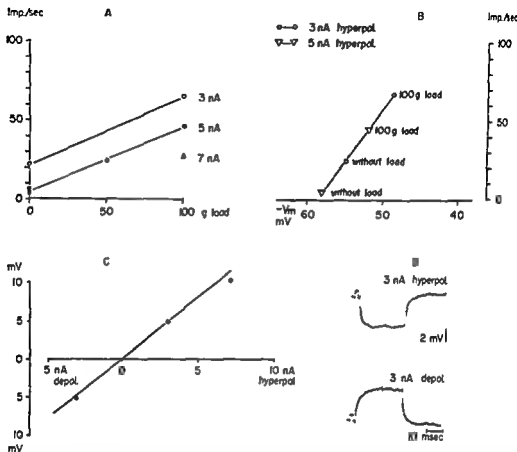 Imp./sec
A
100
50
0
0
50
100
g load
3 nA
5 nA
7 nA
3 nA hyperpol.
5 nA hyperpol.
B
Imp./sec
100
50
0
100g load
100g load
without load
without load
-Vm
mV
60
50
40
C
mV
10
5
0
5
10
mV
5 nA
depol.
5
10 nA
hyperpol.
3 nA hyperpol.
2 mV
3 nA depol.
msec